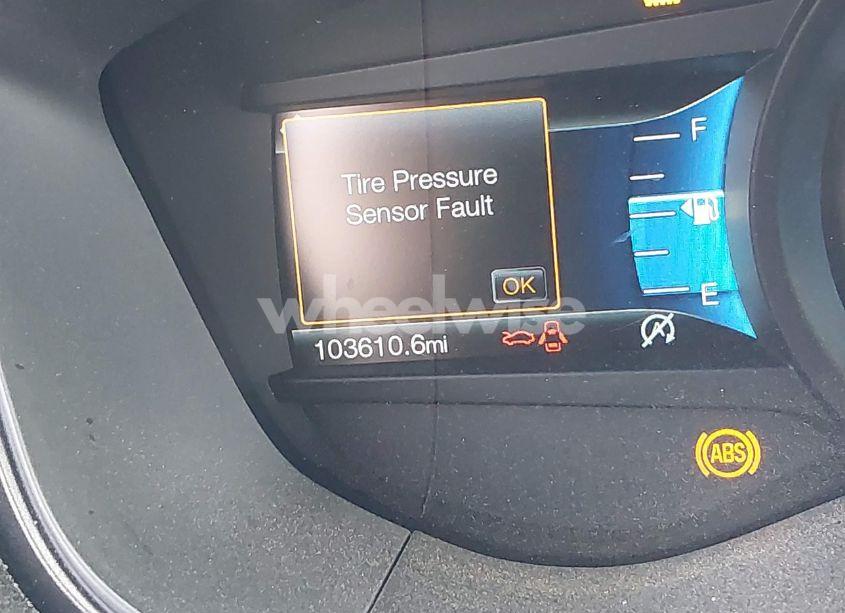 F
Tire Pressure
Sensor Fault
OK
E
wheelwise
103610.6mi
A
ABS